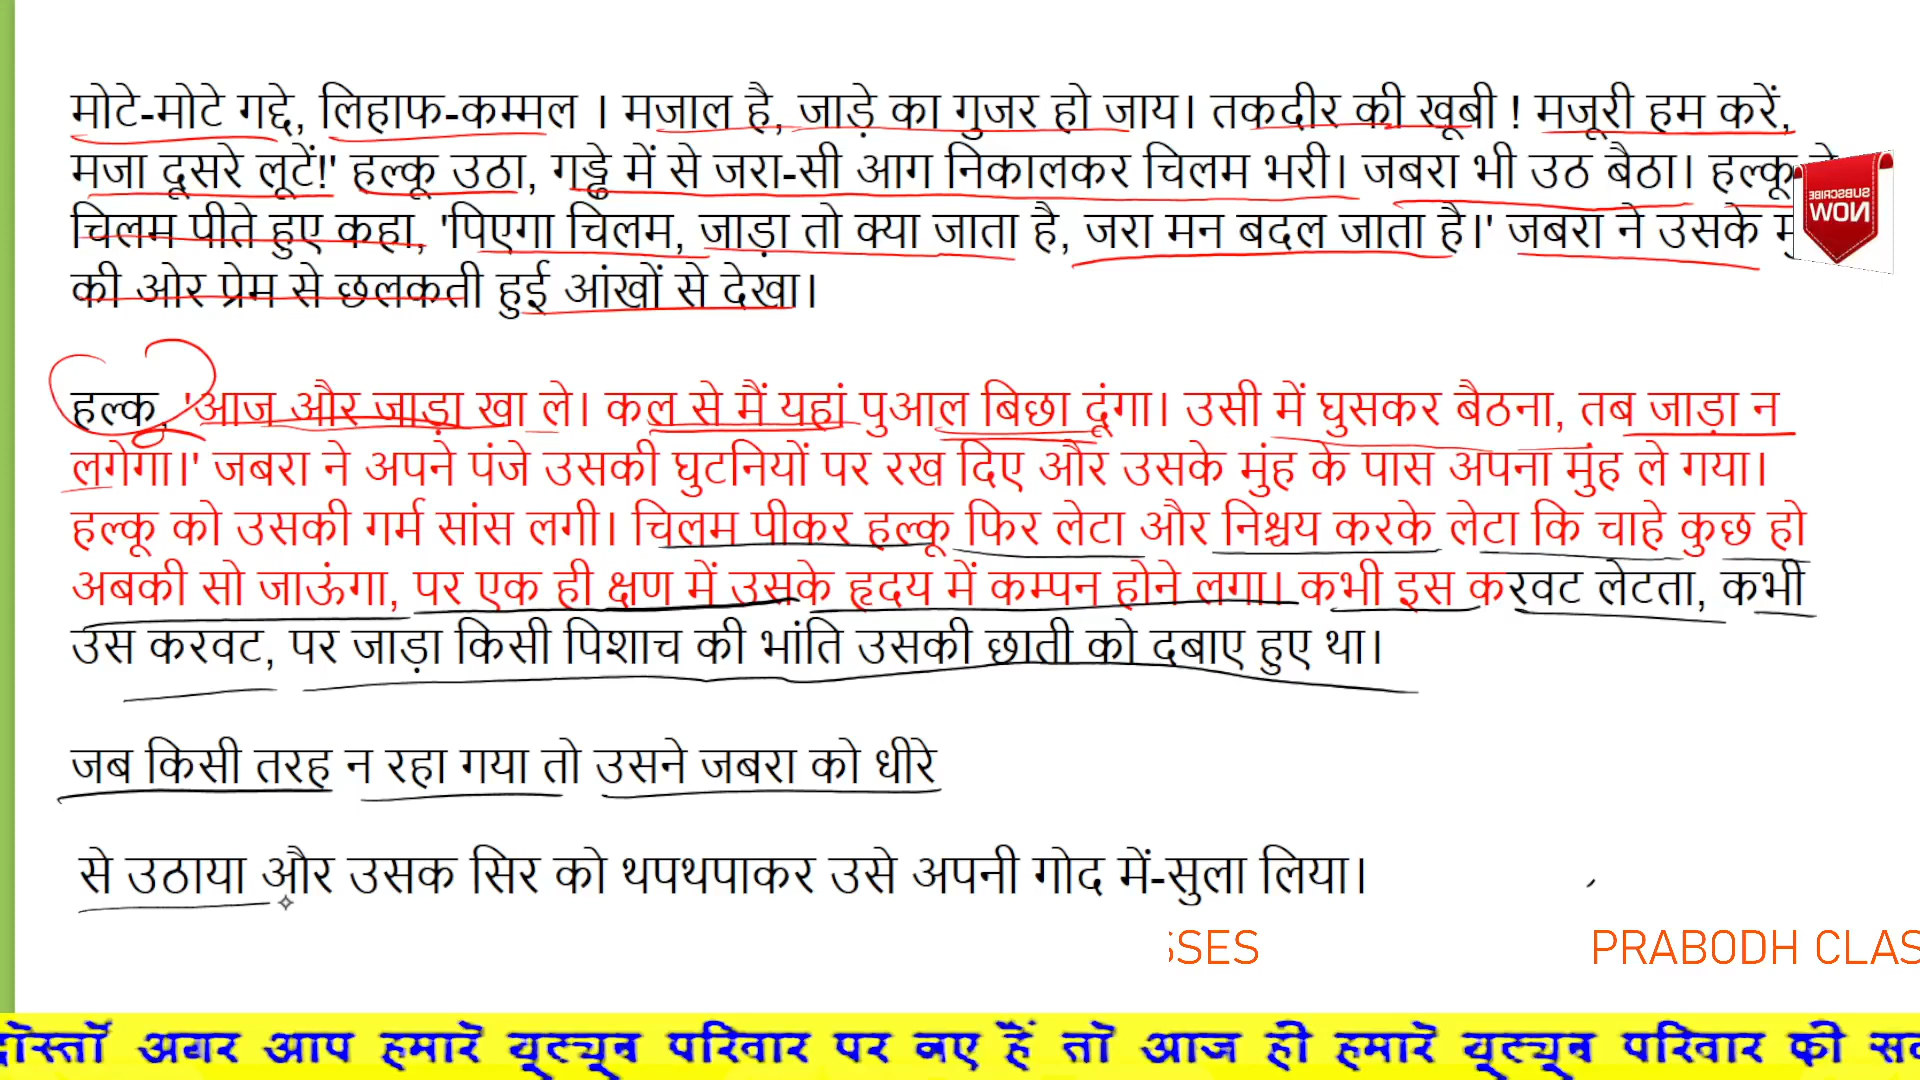 मोटे-मोटे गद्दे, लिहाफ-कम्मल । मजाल है, जाड़े का गुजर हो जाय। तकदीर की खूबी ! मजूरी हम करें,
मजा दूसरे लूटें!' हल्कू उठा, गड्ढे में से जरा-सी आग निकालकर चिलम भरी। जबरा भी उठ बैठा। हल्कू
चिलम पीते हुए कहा, 'पिएगा चिलम, जाड़ा तो क्या जाता है, जरा मन बदल जाता है।' जबरा ने उसके
की ओर प्रेम से छलकती हुई आंखों से देखा।
हल्कू, 'आज और जाड़ा खा ले। कल से मैं यहां पुआल बिछा दूंगा। उसी में घुसकर बैठना, तब जाड़ा न
लगेगा।' जबरा ने अपने पंजे उसकी घुटनियों पर रख दिए और उसके मुंह के पास अपना मुंह ले गया।
हल्कू को उसकी गर्म सांस लगी। चिलम पीकर हल्कू फिर लेटा और निश्चय करके लेटा कि चाहे कुछ हो
अबकी सो जाऊंगा, पर एक ही क्षण में उसके हृदय में कम्पन होने लगा। कभी इस करवट लेटता, कभी
उस करवट, पर जाड़ा किसी पिशाच की भांति उसकी छाती को दबाए हुए था।
जब किसी तरह न रहा गया तो उसने जबरा को धीरे
से उठाया और उसक सिर को थपथपाकर उसे अपनी गोद में-सुला लिया।
SUBSCRIBE
NOW
SSES PRABODH CLAS
दोस्तों अगर आप हमारे यूट्यूब परिवार पर नए हैं तो आज ही हमारे यूट्यूब परिवार को